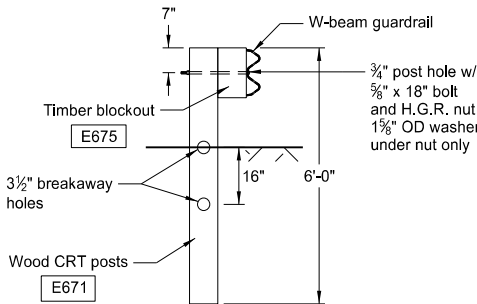 7"
W-beam guardrail
¾" post hole w/
⅝" x 18" bolt
and H.G.R. nut
1⅝" OD washer
under nut only
Timber blockout
E675
3½" breakaway
holes
16"
6'-0"
Wood CRT posts
E671